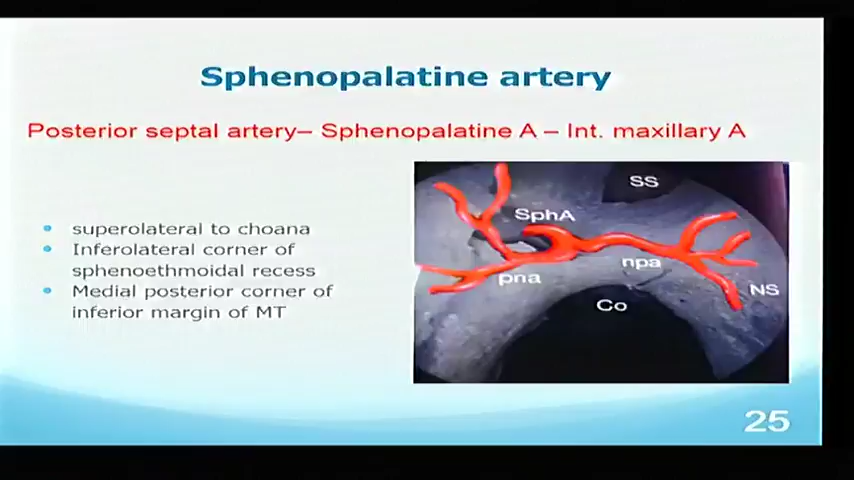 Sphenopalatine artery
Posterior septal artery– Sphenopalatine A – Int. maxillary A
superolateral to choana
Inferolateral corner of
sphenoethmoidal recess
Medial posterior corner of
inferior margin of MT
SS
SphA
npa
pna
NS
Co
25